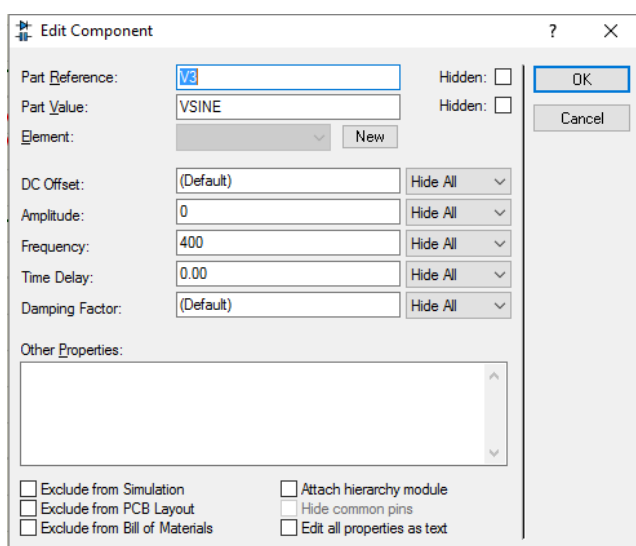 Edit Component ? X
Part Reference: V3 Hidden: OK
Part Value: VSINE Hidden: Cancel
Element: New
DC Offset: (Default) Hide All
Amplitude: 0 Hide All
Frequency: 400 Hide All
Time Delay: 0.00 Hide All
Damping Factor: (Default) Hide All
Other Properties:
Exclude from Simulation Attach hierarchy module
Exclude from PCB Layout Hide common pins
Exclude from Bill of Materials Edit all properties as text